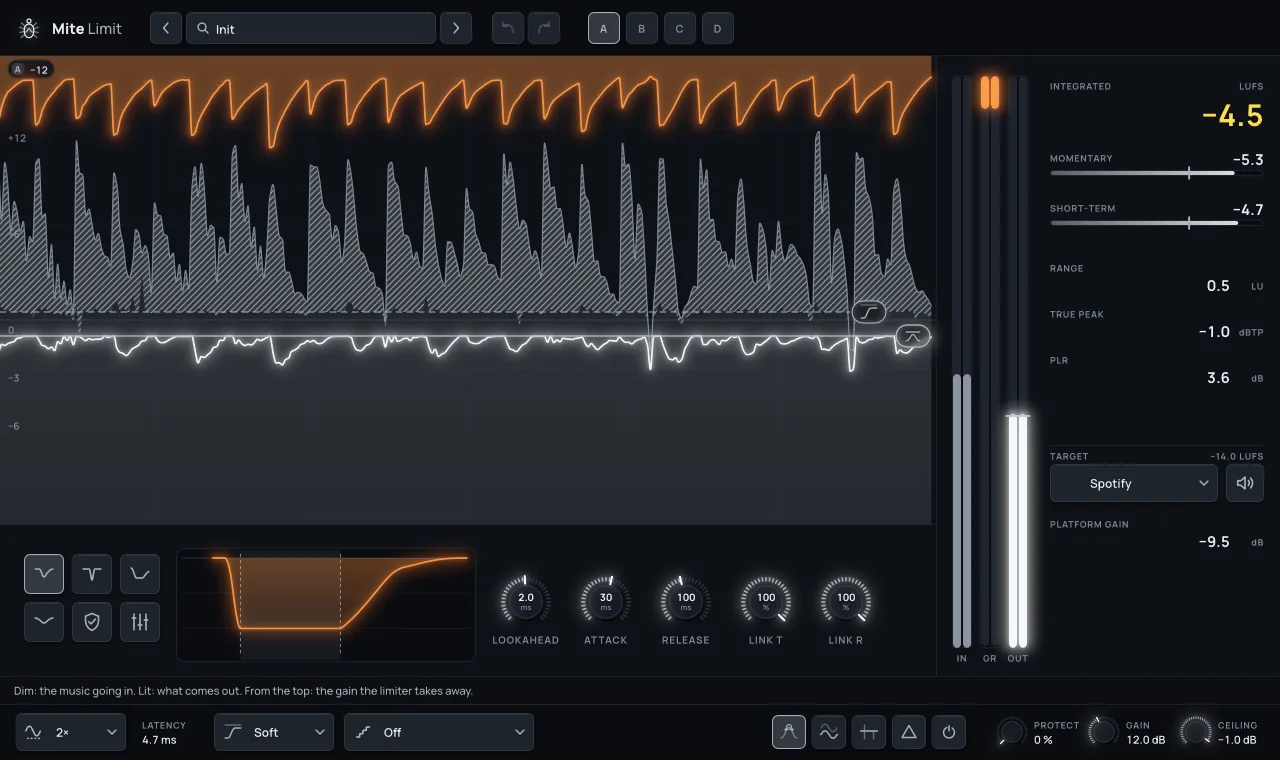 Mite Limit
Init
A
B
C
D
A −12
+12
0
−3
−6
INTEGRATED LUFS
−4.5
MOMENTARY −5.3
SHORT-TERM −4.7
RANGE
0.5 LU
TRUE PEAK
−1.0 dBTP
PLR
3.6 dB
TARGET −14.0 LUFS
Spotify
PLATFORM GAIN
−9.5 dB
IN GR OUT
2.0 ms
LOOKAHEAD
30 ms
ATTACK
100 ms
RELEASE
100 %
LINK T
100 %
LINK R
Dim: the music going in. Lit: what comes out. From the top: the gain the limiter takes away.
2×
LATENCY
4.7 ms
Soft
Off
PROTECT
0 %
GAIN
12.0 dB
CEILING
−1.0 dB